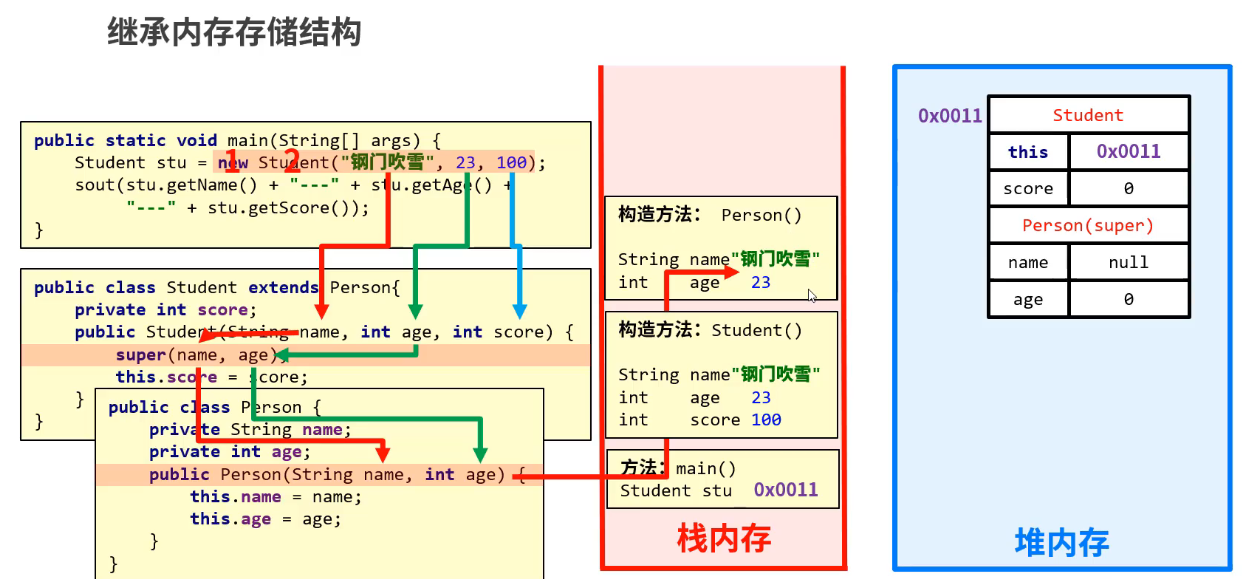 继承内存存储结构
public static void main(String[] args) {
Student stu = new Student("钢门吹雪", 23, 100);
1 2
sout(stu.getName() + "---" + stu.getAge() +
"---" + stu.getScore());
}
public class Student extends Person{
private int score;
public Student(String name, int age, int score) {
super(name, age);
this.score = score;
}
}
public class Person {
private String name;
private int age;
public Person(String name, int age) {
this.name = name;
this.age = age;
}
}
构造方法: Person()
String name"钢门吹雪"
int age 23
构造方法: Student()
String name"钢门吹雪"
int age 23
int score 100
方法: main()
Student stu 0x0011
栈内存
0x0011
Student
this 0x0011
score 0
Person(super)
name null
age 0
堆内存